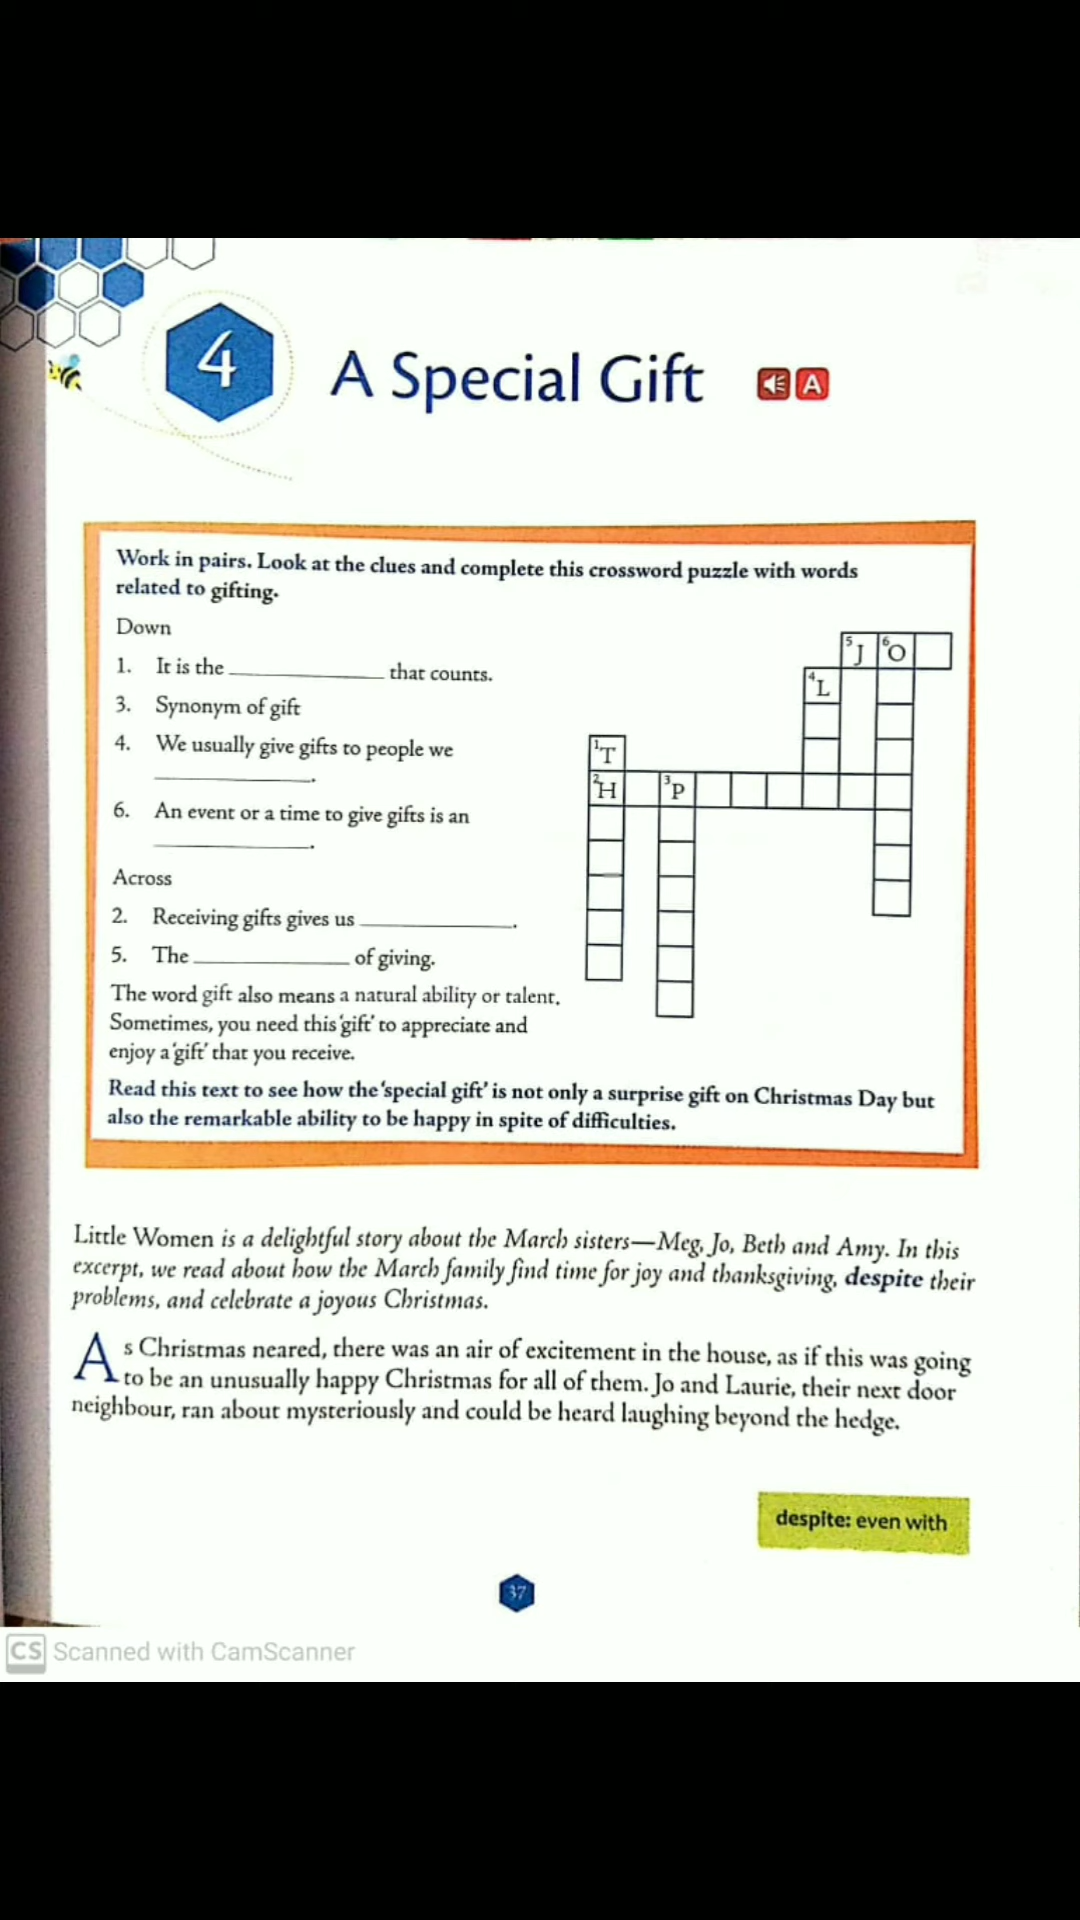 4
A Special Gift
A
Work in pairs. Look at the clues and complete this crossword puzzle with words
related to gifting.
Down
1. It is the ______ that counts.
3. Synonym of gift
4. We usually give gifts to people we
______.
6. An event or a time to give gifts is an
______.
Across
2. Receiving gifts gives us ______.
5. The ______ of giving.
The word gift also means a natural ability or talent.
Sometimes, you need this 'gift' to appreciate and
enjoy a 'gift' that you receive.
5 J 6 O
4 L
1 T
2 H 3 P
Read this text to see how the 'special gift' is not only a surprise gift on Christmas Day but
also the remarkable ability to be happy in spite of difficulties.
Little Women is a delightful story about the March sisters—Meg, Jo, Beth and Amy. In this
excerpt, we read about how the March family find time for joy and thanksgiving, despite their
problems, and celebrate a joyous Christmas.
As Christmas neared, there was an air of excitement in the house, as if this was going
to be an unusually happy Christmas for all of them. Jo and Laurie, their next door
neighbour, ran about mysteriously and could be heard laughing beyond the hedge.
despite: even with
37
CS Scanned with CamScanner